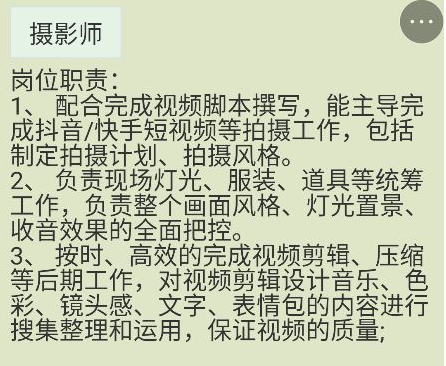 摄影师
岗位职责：
1、 配合完成视频脚本撰写，能主导完
成抖音/快手短视频等拍摄工作，包括
制定拍摄计划、拍摄风格。
2、 负责现场灯光、服装、道具等统筹
工作，负责整个画面风格、灯光置景、
收音效果的全面把控。
3、 按时、高效的完成视频剪辑、压缩
等后期工作，对视频剪辑设计音乐、色
彩、镜头感、文字、表情包的内容进行
搜集整理和运用，保证视频的质量;